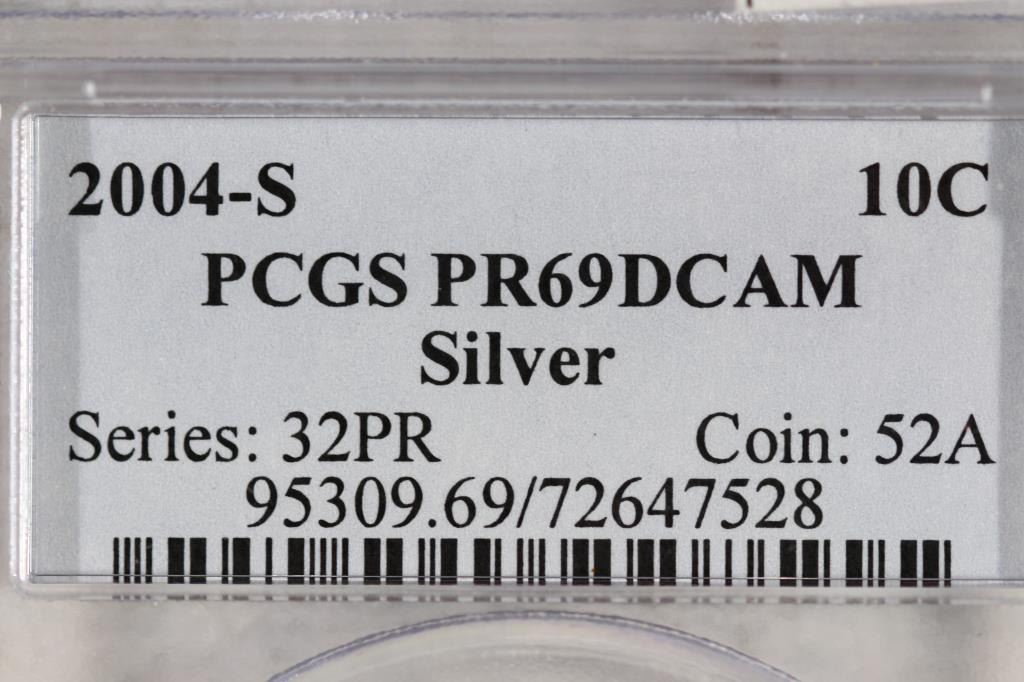 2004-S 10C
PCGS PR69DCAM
Silver
Series: 32PR Coin: 52A
95309.69/72647528